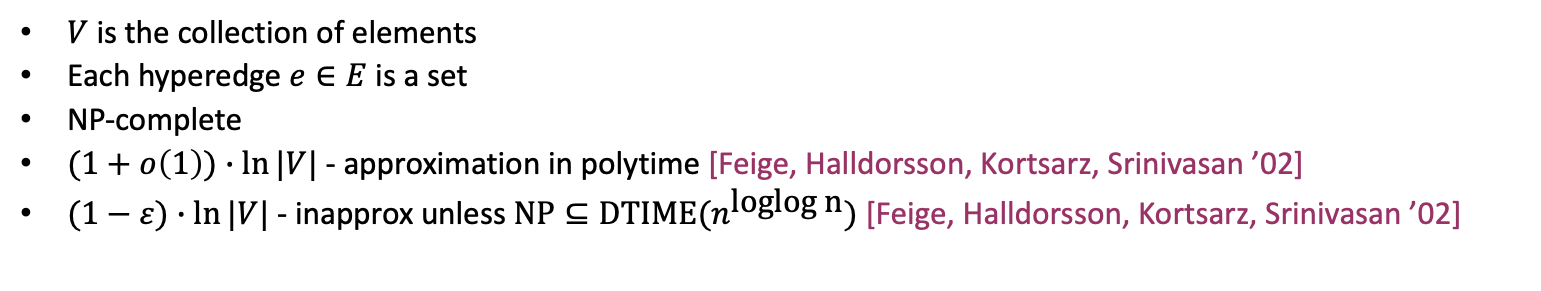 • V is the collection of elements
• Each hyperedge e ∈ E is a set
• NP-complete
• (1 + o(1)) · ln |V| - approximation in polytime [Feige, Halldorsson, Kortsarz, Srinivasan ’02]
• (1 − ε) · ln |V| - inapprox unless NP ⊆ DTIME(n^loglog n) [Feige, Halldorsson, Kortsarz, Srinivasan ’02]